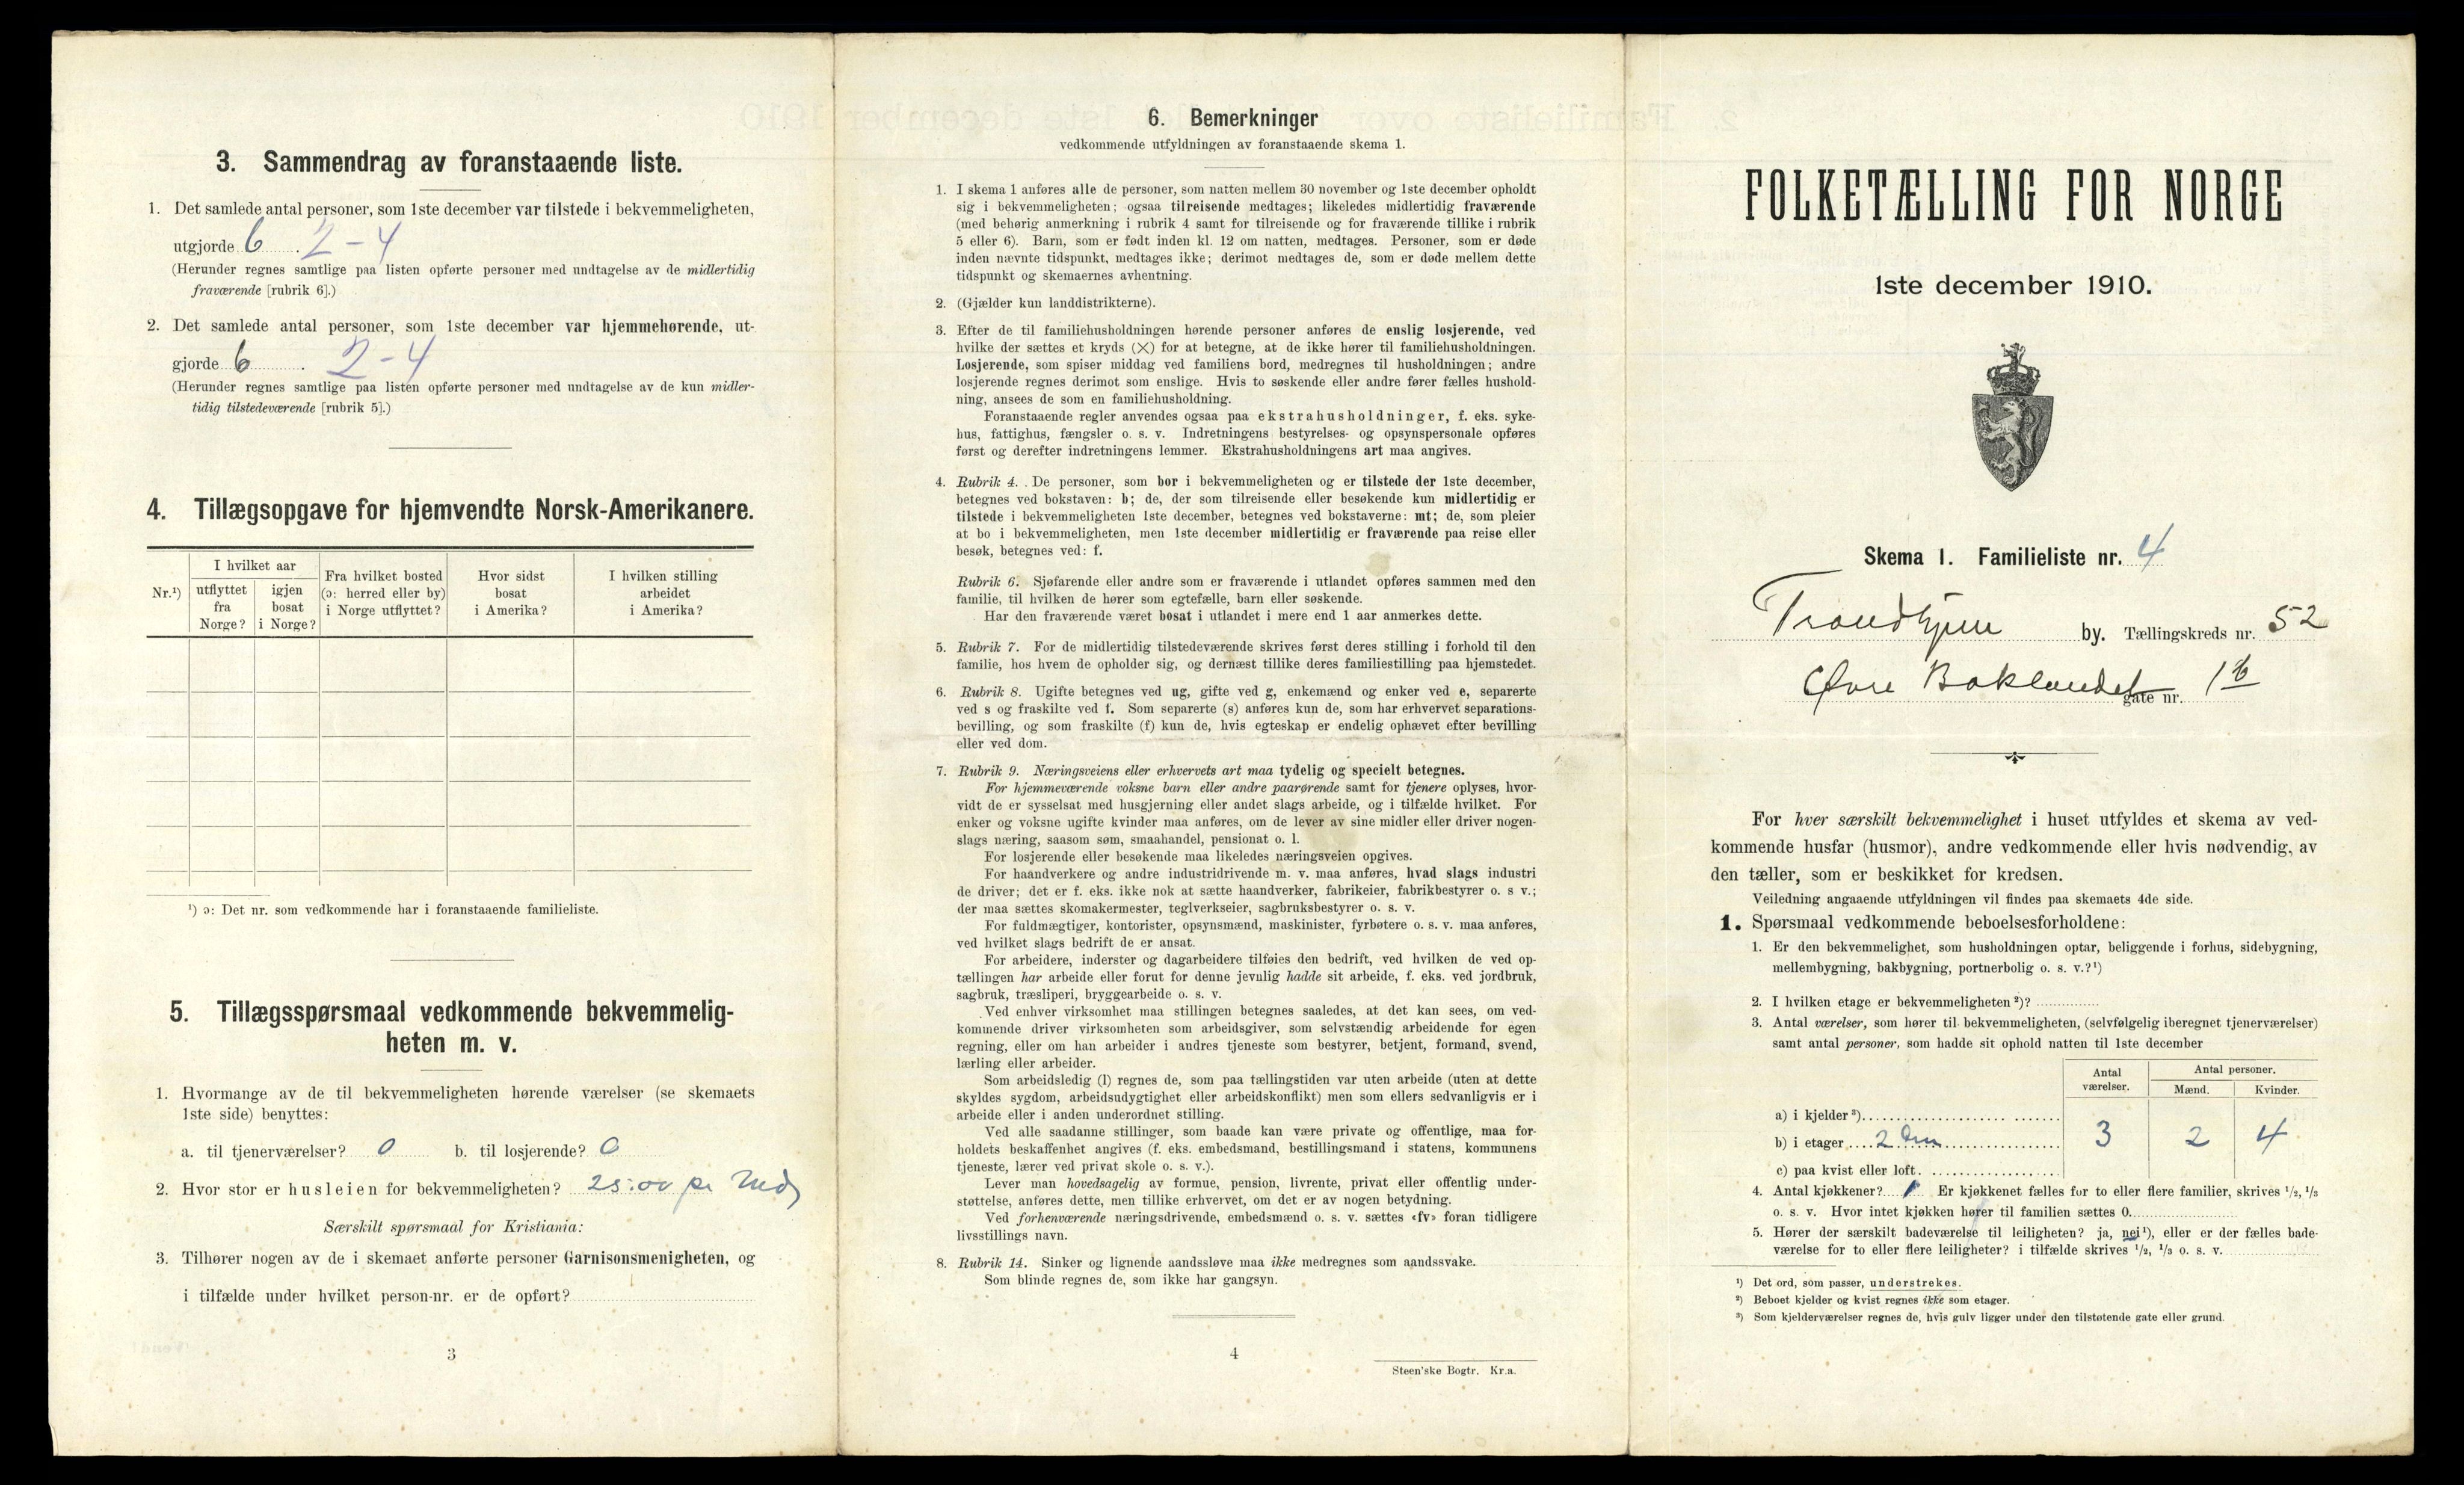 3. Sammendrag av foranstaaende liste.
1. Det samlede antal personer, som 1ste december var tilstede i bekvemmeligheten,
utgjorde 6 . 2 - 4
(Herunder regnes samtlige paa listen opførte personer med undtagelse av de midlertidig
fraværende [rubrik 6].)
2. Det samlede antal personer, som 1ste december var hjemmehørende, ut-
gjorde 6 . 2 - 4
(Herunder regnes samtlige paa listen opførte personer med undtagelse av de kun midler-
tidig tilstedeværende [rubrik 5].)
4. Tillægsopgave for hjemvendte Norsk-Amerikanere.
Nr.¹)
I hvilket aar
utflyttet
fra
Norge?
igjen
bosat
i Norge?
Fra hvilket bosted
(ɔ: herred eller by)
i Norge utflyttet?
Hvor sidst
bosat
i Amerika?
I hvilken stilling
arbeidet
i Amerika?
¹) ɔ: Det nr. som vedkommende har i foranstaaende familieliste.
5. Tillægsspørsmaal vedkommende bekvemmelig-
heten m. v.
1. Hvormange av de til bekvemmeligheten hørende værelser (se skemaets
1ste side) benyttes:
a. til tjenerværelser? 0 b. til losjerende? 0
2. Hvor stor er husleien for bekvemmeligheten? 25.00 pr Md
Særskilt spørsmaal for Kristiania:
3. Tilhører nogen av de i skemaet anførte personer Garnisonsmenigheten, og
i tilfælde under hvilket person-nr. er de opført?
3
6. Bemerkninger
vedkommende utfyldningen av foranstaaende skema 1.
1. I skema 1 anføres alle de personer, som natten mellem 30 november og 1ste december opholdt
sig i bekvemmeligheten; ogsaa tilreisende medtages; likeledes midlertidig fraværende
(med behørig anmerkning i rubrik 4 samt for tilreisende og for fraværende tillike i rubrik
5 eller 6). Barn, som er født inden kl. 12 om natten, medtages. Personer, som er døde
inden nævnte tidspunkt, medtages ikke; derimot medtages de, som er døde mellem dette
tidspunkt og skemaernes avhentning.
2. (Gjælder kun landdistrikterne).
3. Efter de til familiehusholdningen hørende personer anføres de enslig losjerende, ved
hvilke der sættes et kryds (×) for at betegne, at de ikke hører til familiehusholdningen.
Losjerende, som spiser middag ved familiens bord, medregnes til husholdningen; andre
losjerende regnes derimot som enslige. Hvis to søskende eller andre fører fælles hushold-
ning, ansees de som en familiehusholdning.
Foranstaaende regler anvendes ogsaa paa ekstrahusholdninger, f. eks. syke-
hus, fattighus, fængsler o. s. v. Indretningens bestyrelses- og opsynspersonale opføres
først og derefter indretningens lemmer. Ekstrahusholdningens art maa angives.
4. Rubrik 4. De personer, som bor i bekvemmeligheten og er tilstede der 1ste december,
betegnes ved bokstaven: b; de, der som tilreisende eller besøkende kun midlertidig er
tilstede i bekvemmeligheten 1ste december, betegnes ved bokstaverne: mt; de, som pleier
at bo i bekvemmeligheten, men 1ste december midlertidig er fraværende paa reise eller
besøk, betegnes ved: f.
Rubrik 6. Sjøfarende eller andre som er fraværende i utlandet opføres sammen med den
familie, til hvilken de hører som egtefælle, barn eller søskende.
Har den fraværende været bosat i utlandet i mere end 1 aar anmerkes dette.
5. Rubrik 7. For de midlertidig tilstedeværende skrives først deres stilling i forhold til den
familie, hos hvem de opholder sig, og dernæst tillike deres familiestilling paa hjemstedet.
6. Rubrik 8. Ugifte betegnes ved ug, gifte ved g, enkemænd og enker ved e, separerte
ved s og fraskilte ved f. Som separerte (s) anføres kun de, som har erhvervet separations-
bevilling, og som fraskilte (f) kun de, hvis egteskap er endelig ophævet efter bevilling
eller ved dom.
7. Rubrik 9. Næringsveiens eller erhvervets art maa tydelig og specielt betegnes.
For hjemmeværende voksne barn eller andre paarørende samt for tjenere oplyses, hvor-
vidt de er sysselsat med husgjerning eller andet slags arbeide, og i tilfælde hvilket. For
enker og voksne ugifte kvinder maa anføres, om de lever av sine midler eller driver nogen-
slags næring, saasom søm, smaahandel, pensionat o. l.
For losjerende eller besøkende maa likeledes næringsveien opgives.
For haandverkere og andre industridrivende m. v. maa anføres, hvad slags industri
de driver; det er f. eks. ikke nok at sætte haandverker, fabrikeier, fabrikbestyrer o. s v.;
der maa sættes skomakermester, teglverkseier, sagbruksbestyrer o. s. v.
For fuldmægtiger, kontorister, opsynsmænd, maskinister, fyrbøtere o. s. v. maa anføres,
ved hvilket slags bedrift de er ansat.
For arbeidere, inderster og dagarbeidere tilføies den bedrift, ved hvilken de ved op-
tællingen har arbeide eller forut for denne jevnlig hadde sit arbeide, f. eks. ved jordbruk,
sagbruk, træsliperi, bryggearbeide o. s. v.
Ved enhver virksomhet maa stillingen betegnes saaledes, at det kan sees, om ved-
kommende driver virksomheten som arbeidsgiver, som selvstændig arbeidende for egen
regning, eller om han arbeider i andres tjeneste som bestyrer, betjent, formand, svend,
lærling eller arbeider.
Som arbeidsledig (l) regnes de, som paa tællingstiden var uten arbeide (uten at dette
skyldes sygdom, arbeidsudygtighet eller arbeidskonflikt) men som ellers sedvanligvis er i
arbeide eller i anden underordnet stilling.
Ved alle saadanne stillinger, som baade kan være private og offentlige, maa for-
holdets beskaffenhet angives (f. eks. embedsmand, bestillingsmand i statens, kommunens
tjeneste, lærer ved privat skole o. s. v.).
Lever man hovedsagelig av formue, pension, livrente, privat eller offentlig under-
støttelse, anføres dette, men tillike erhvervet, om det er av nogen betydning.
Ved forhenværende næringsdrivende, embedsmænd o. s. v. sættes «fv» foran tidligere
livsstillings navn.
8. Rubrik 14. Sinker og lignende aandssløve maa ikke medregnes som aandssvake.
Som blinde regnes de, som ikke har gangsyn.
4
Steen'ske Bogtr. Kr.a.
FOLKETÆLLING FOR NORGE
1ste december 1910.
Skema 1. Familieliste nr. 4
Trondhjem by. Tællingskreds nr. 52
Øvre Baklandet gate nr. 1b
For hver særskilt bekvemmelighet i huset utfyldes et skema av ved-
kommende husfar (husmor), andre vedkommende eller hvis nødvendig, av
den tæller, som er beskikket for kredsen.
Veiledning angaaende utfyldningen vil findes paa skemaets 4de side.
1. Spørsmaal vedkommende beboelsesforholdene:
1. Er den bekvemmelighet, som husholdningen optar, beliggende i forhus, sidebygning,
mellembygning, bakbygning, portnerbolig o. s. v.?¹)
2. I hvilken etage er bekvemmeligheten²)?
3. Antal værelser, som hører til bekvemmeligheten, (selvfølgelig iberegnet tjenerværelser)
samt antal personer, som hadde sit ophold natten til 1ste december
Antal
værelser.
Antal personer.
Mænd. Kvinder.
a) i kjelder³)
b) i etager 2den 3 2 4
c) paa kvist eller loft.
4. Antal kjøkkener? 1 Er kjøkkenet fælles for to eller flere familier, skrives 1/2, 1/3
o. s. v. Hvor intet kjøkken hører til familien sættes 0.
5. Hører der særskilt badeværelse til leiligheten? ja, nei¹), eller er der fælles bade-
værelse for to eller flere leiligheter? i tilfælde skrives 1/2, 1/3 o. s. v.
¹) Det ord, som passer, understrekes.
²) Beboet kjelder og kvist regnes ikke som etager.
³) Som kjelderværelser regnes de, hvis gulv ligger under den tilstøtende gate eller grund.